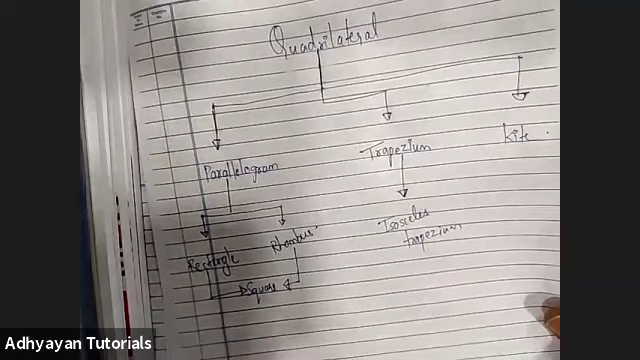 Quadrilateral
Parallelogram
Trapezium
Kite
Rectangle
Rhombus
Isosceles
trapezium
Square
Adhyayan Tutorials